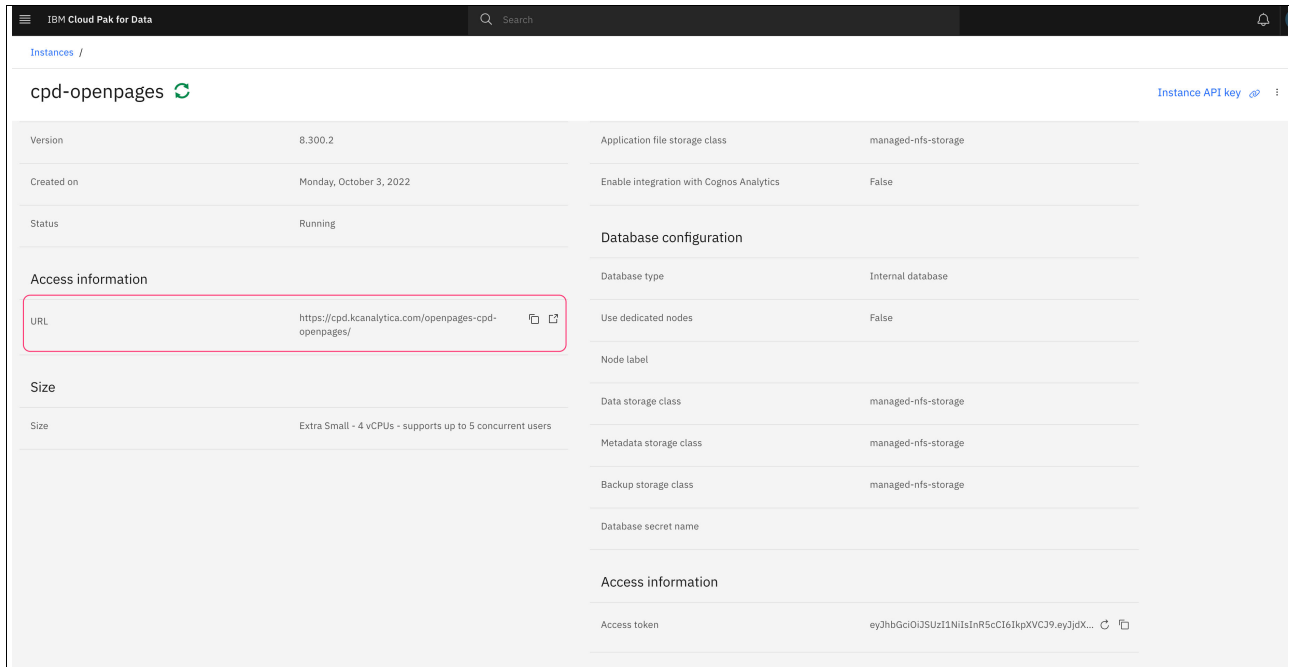 IBM Cloud Pak for Data
Search
Instances /
cpd-openpages
Instance API key
Version 8.300.2
Created on Monday, October 3, 2022
Status Running
Access information
URL https://cpd.kcanalytica.com/openpages-cpd-
openpages/
Size
Size Extra Small - 4 vCPUs - supports up to 5 concurrent users
Application file storage class managed-nfs-storage
Enable integration with Cognos Analytics False
Database configuration
Database type Internal database
Use dedicated nodes False
Node label
Data storage class managed-nfs-storage
Metadata storage class managed-nfs-storage
Backup storage class managed-nfs-storage
Database secret name
Access information
Access token eyJhbGciOiJSUzI1NiIsInR5cCI6IkpXVCJ9.eyJjdX...